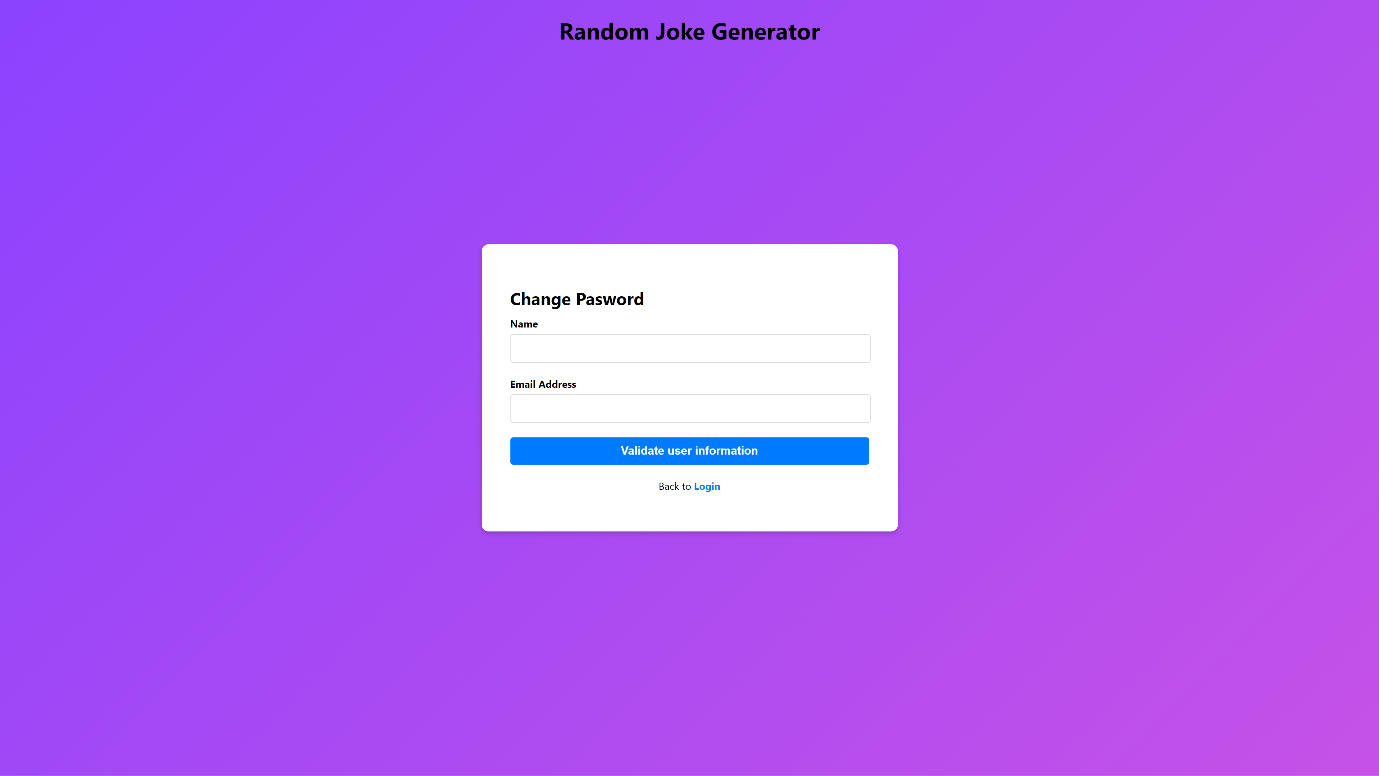 Random Joke Generator
Change Pasword
Name
Email Address
Validate user information
Back to Login